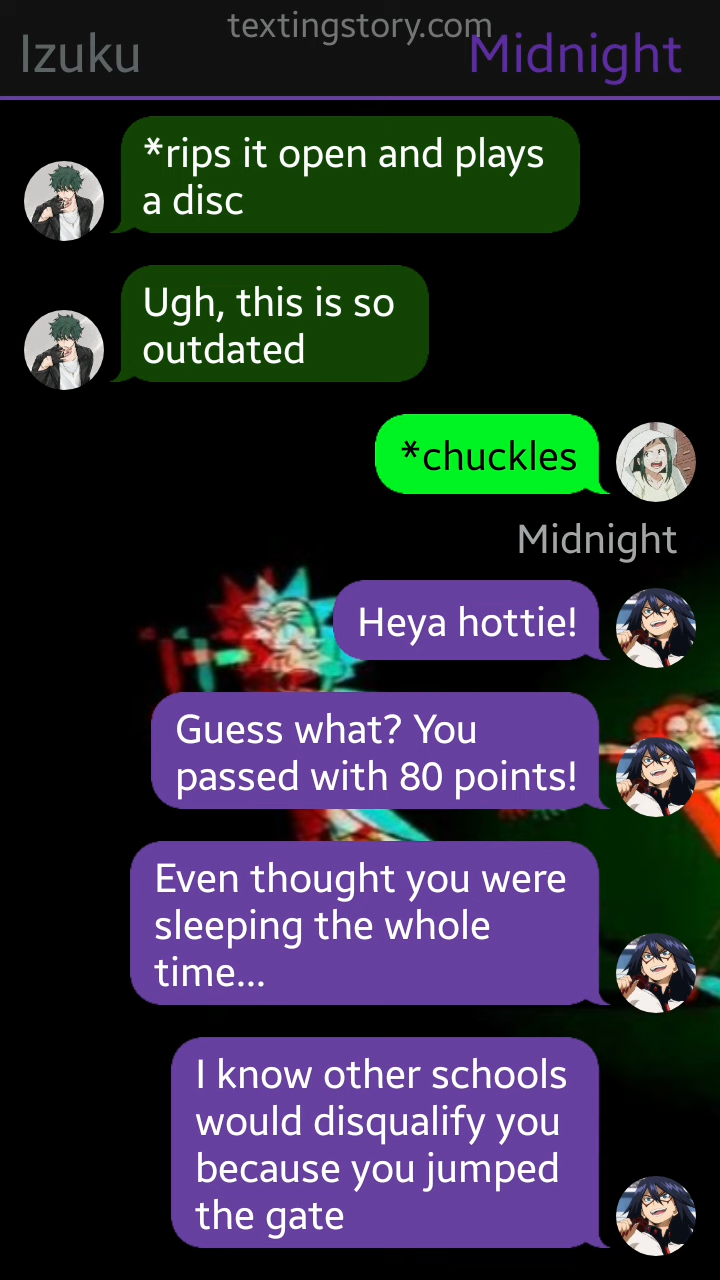 textingstory.com
Izuku
Midnight
*rips it open and plays
a disc
Ugh, this is so
outdated
*chuckles
Midnight
Heya hottie!
Guess what? You
passed with 80 points!
Even thought you were
sleeping the whole
time...
I know other schools
would disqualify you
because you jumped
the gate